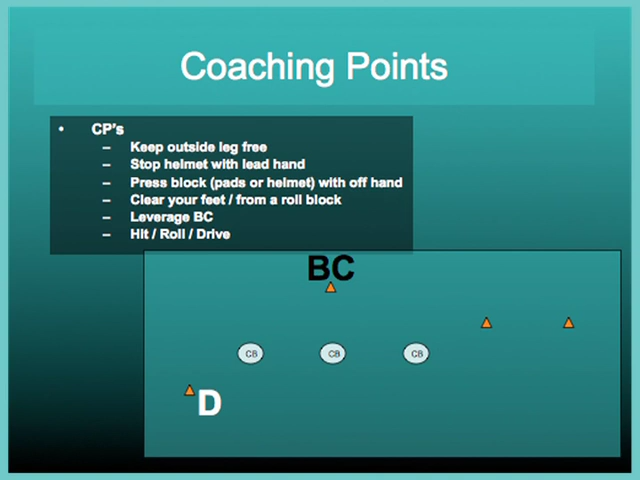 Coaching Points
• CP's
– Keep outside leg free
– Stop helmet with lead hand
– Press block (pads or helmet) with off hand
– Clear your feet / from a roll block
– Leverage BC
– Hit / Roll / Drive
BC
CB CB CB
D